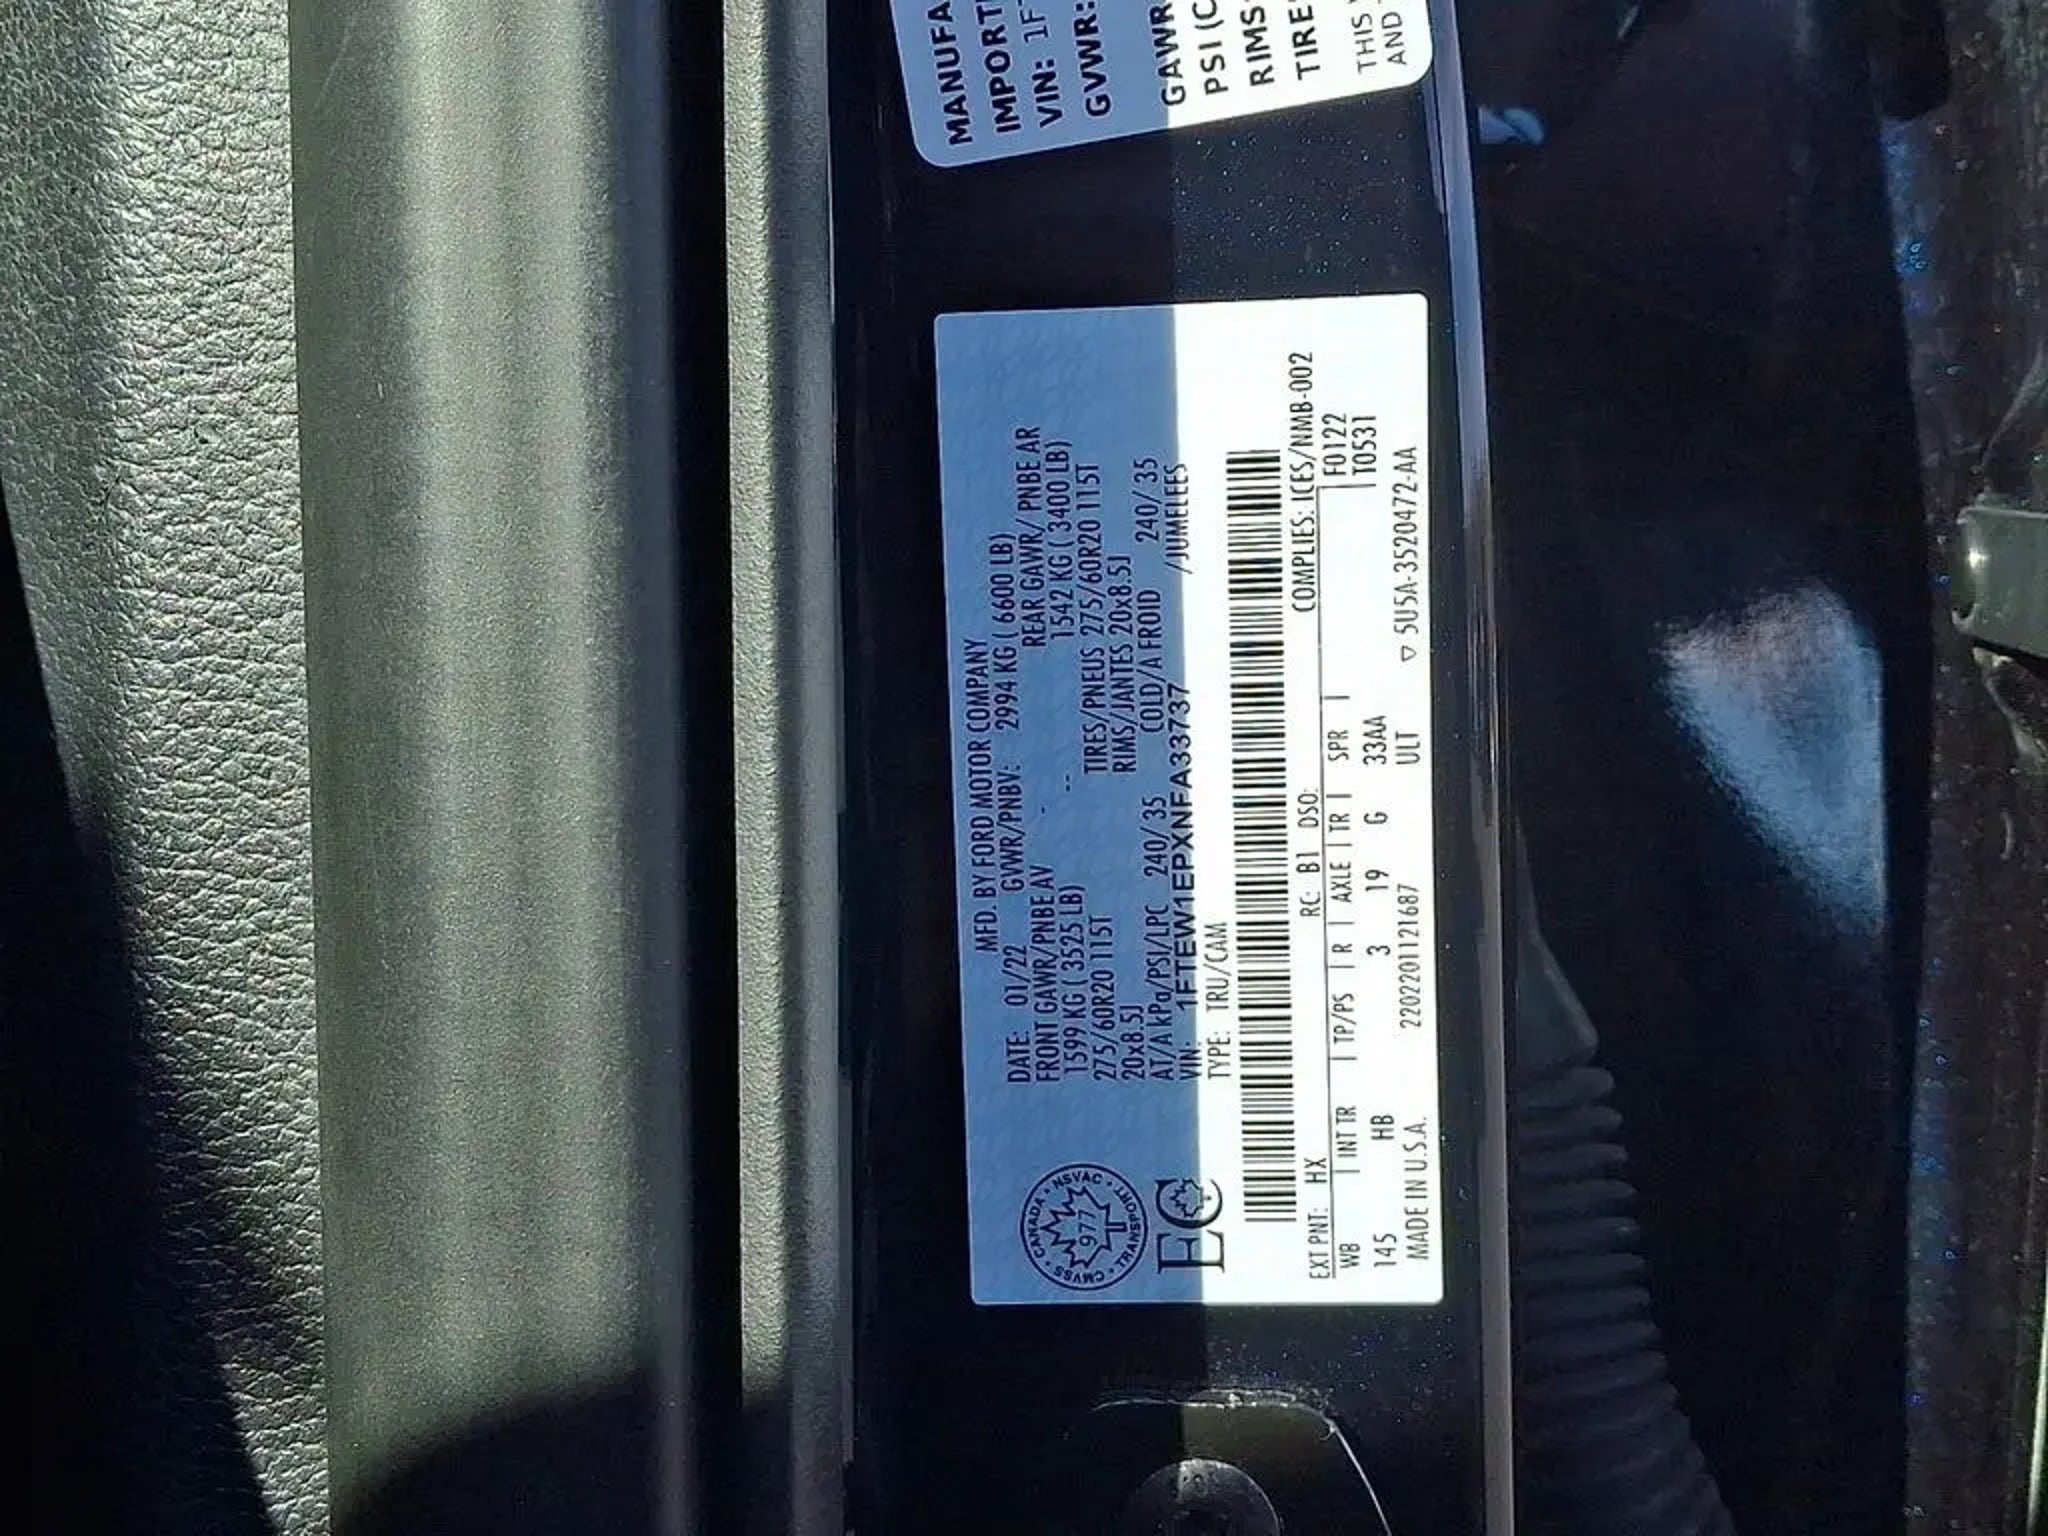 MANUFA
IMPORT
VIN: 1F
GVWR:
GAWR
PSI (C
RIMS
TIRE
THIS
AND
MFD. BY FORD MOTOR COMPANY
DATE: 01/22 GVWR/PNBV: 2994 KG ( 6600 LB)
FRONT GAWR/PNBE AV REAR GAWR/ PNBE AR
1599 KG ( 3525 LB) 1542 KG ( 3400 LB)
275/60R20 115T TIRES/PNEUS 275/60R20 115T
20x8.5J RIMS/JANTES 20x8.5J
AT/A kPa/PSI/LPC 240/ 35 COLD/A FROID 240/ 35
VIN: 1FTEW1EPXNFA33737 /JUMELEES
TYPE: TRU/CAM
CANADA • NSVAC • TRANSPORT • CMVSS
977
EC
COMPLIES: ICES/NMB-002
EXT PNT: HX RC: B1 DSO: F0122
WB | INT TR | TP/PS | R | AXLE | TR | SPR | T0531
145 HB 3 19 G 33AA
MADE IN U.S.A. 2202201121687 ULT ▽ 5U5A-3520472-AA